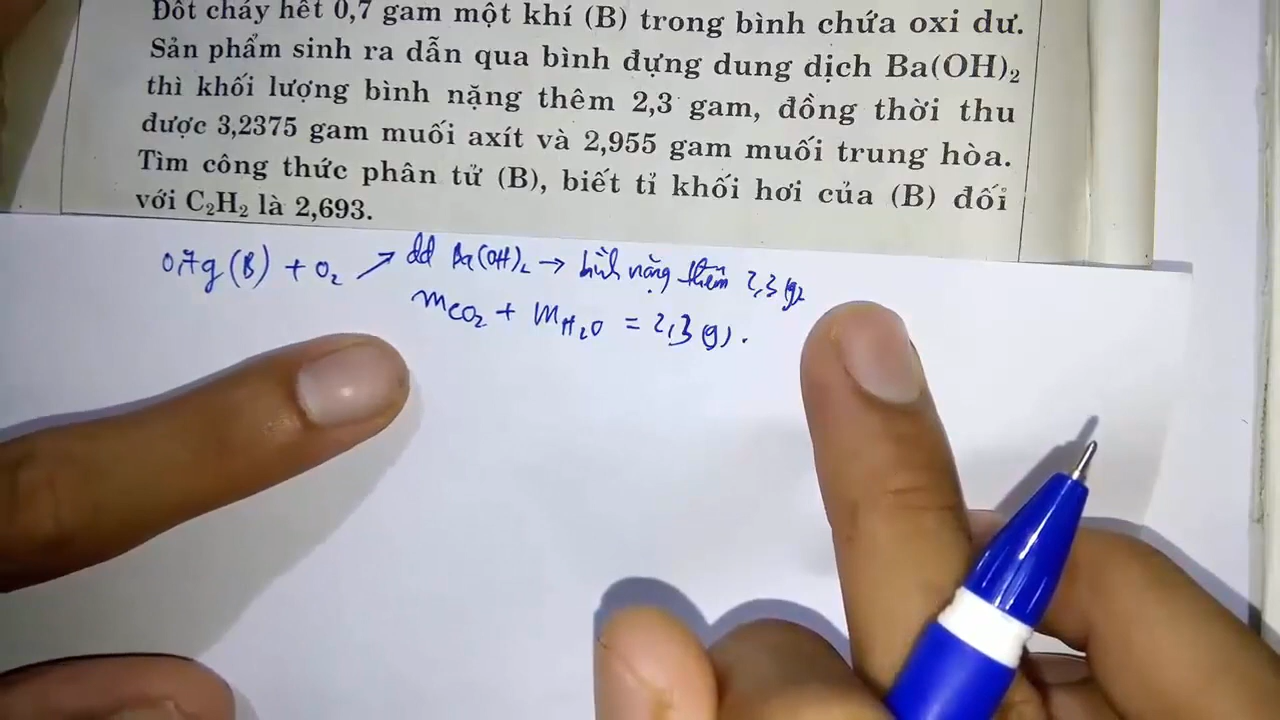 Đốt cháy hết 0,7 gam một khí (B) trong bình chứa oxi dư.
Sản phẩm sinh ra dẫn qua bình đựng dung dịch Ba(OH)₂
thì khối lượng bình nặng thêm 2,3 gam, đồng thời thu
được 3,2375 gam muối axít và 2,955 gam muối trung hòa.
Tìm công thức phân tử (B), biết tỉ khối hơi của (B) đối
với C₂H₂ là 2,693.
0,7g (B) + O₂ ↗ dd Ba(OH)₂ → bình nặng thêm 2,3 (g)
mCO₂ + mH₂O = 2,3 (g).